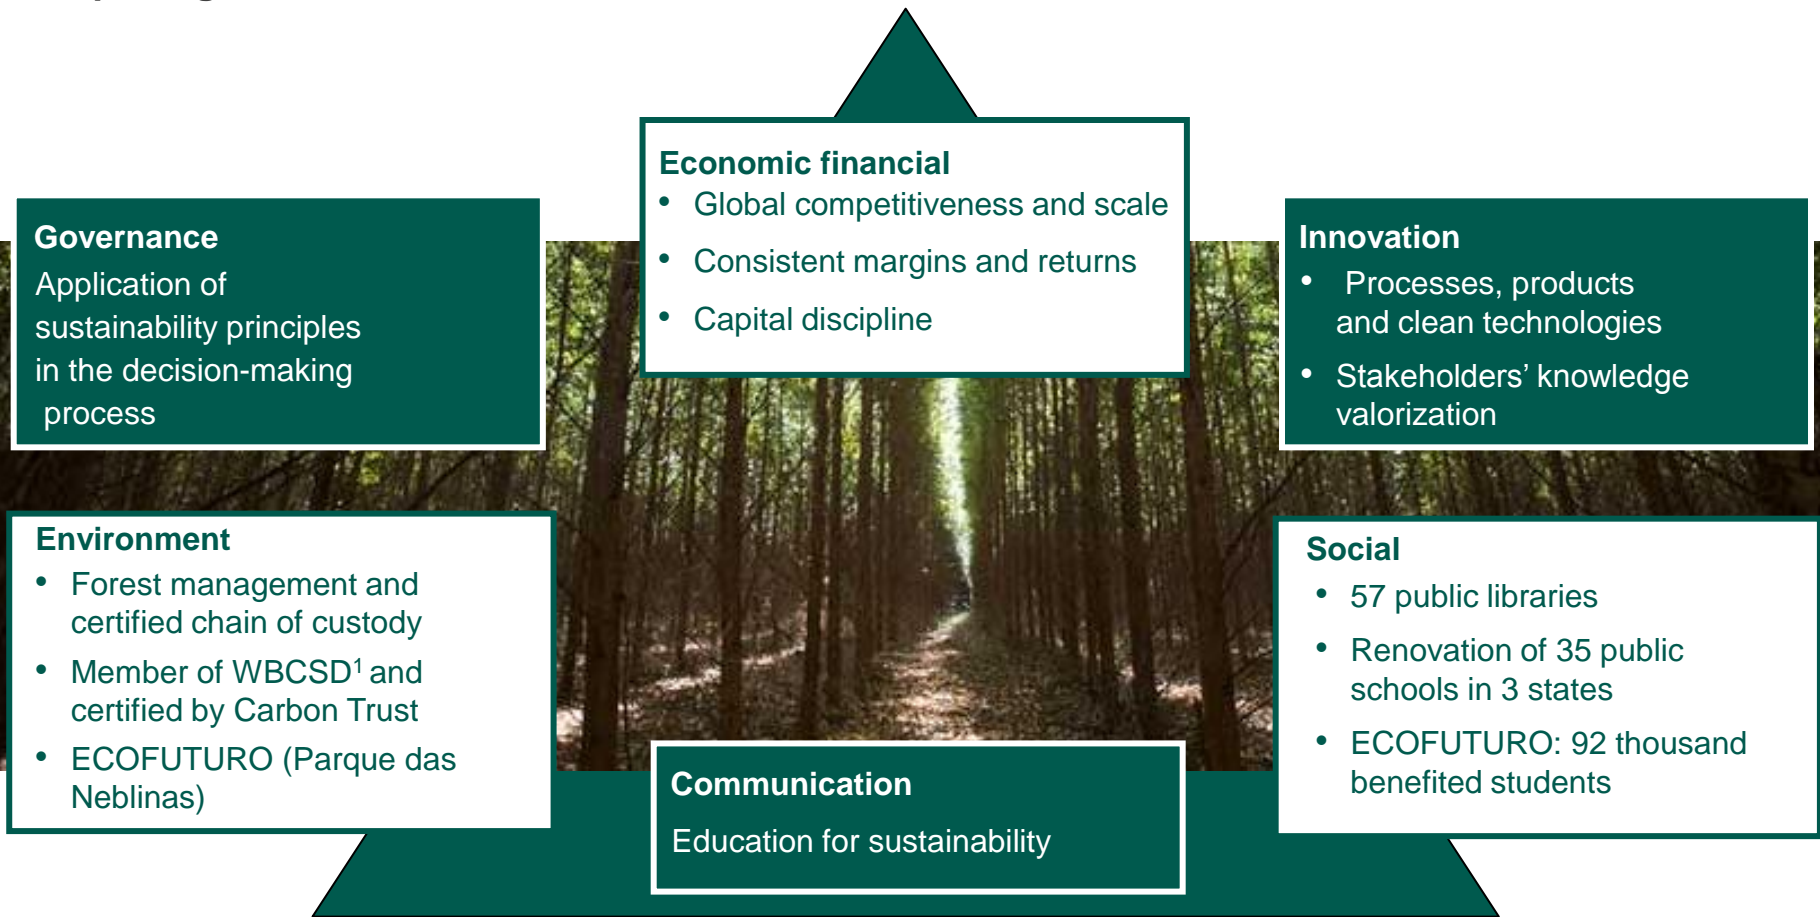 Economic financial
• Global competitiveness and scale
• Consistent margins and returns
• Capital discipline
Governance
Application of
sustainability principles
in the decision-making
process
Innovation
• Processes, products
and clean technologies
• Stakeholders’ knowledge
valorization
Environment
• Forest management and
certified chain of custody
• Member of WBCSD¹ and
certified by Carbon Trust
• ECOFUTURO (Parque das
Neblinas)
Social
• 57 public libraries
• Renovation of 35 public
schools in 3 states
• ECOFUTURO: 92 thousand
benefited students
Communication
Education for sustainability